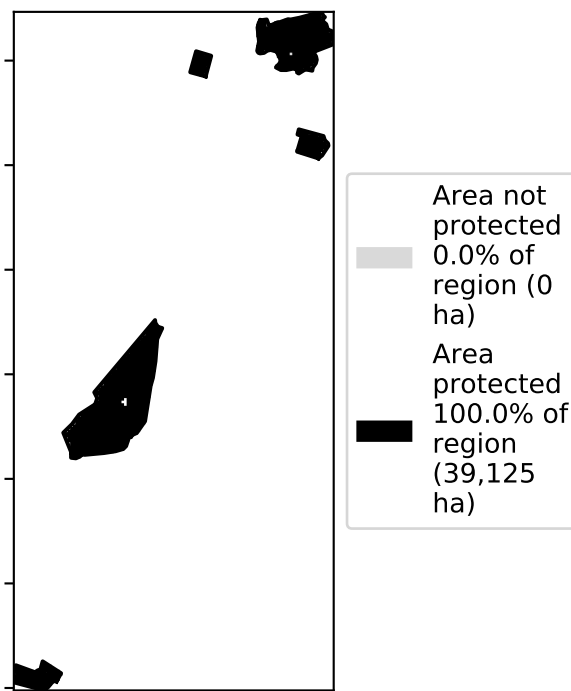 Area not
protected
0.0% of
region (0
ha)
Area
protected
100.0% of
region
(39,125
ha)